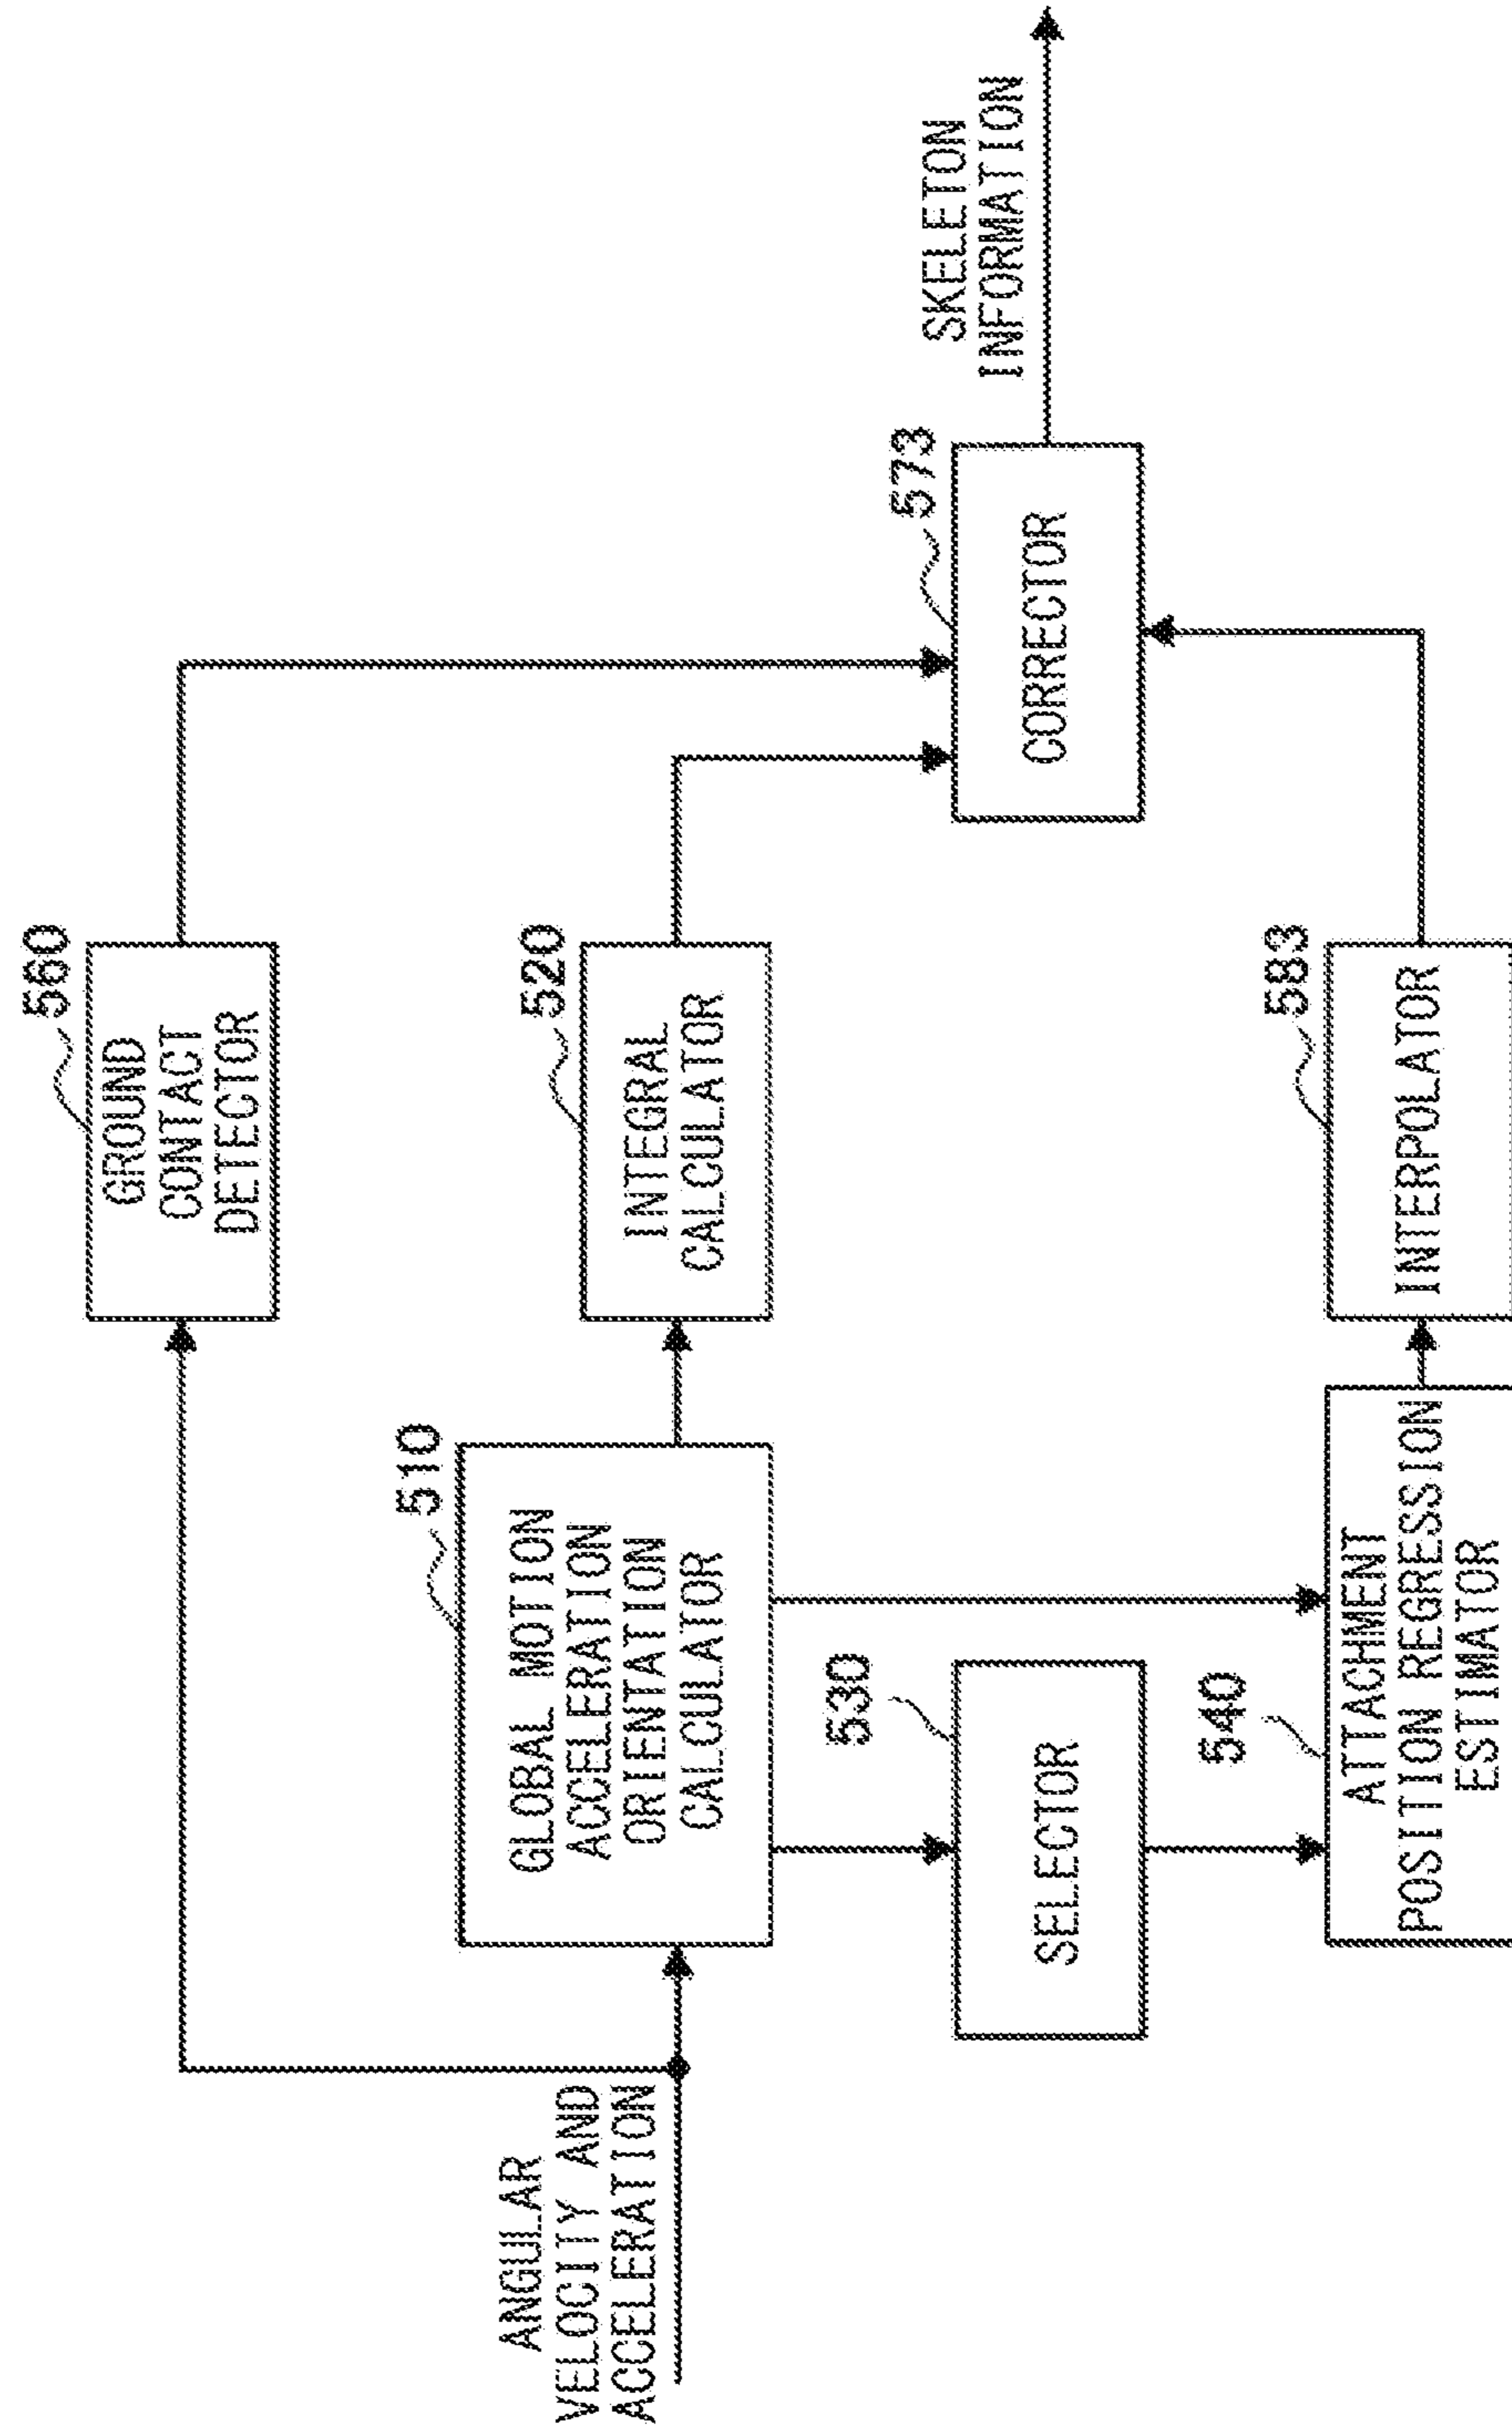 560
GROUND
CONTACT
DETECTOR
510
GLOBAL MOTION
ACCELERATION
ORIENTATION
CALCULATOR
520
INTEGRAL
CALCULATOR
ANGULAR
VELOCITY AND
ACCELERATION
530
SELECTOR
573
CORRECTOR
SKELETON
INFORMATION
540
ATTACHMENT
POSITION REGRESSION
ESTIMATOR
583
INTERPOLATOR